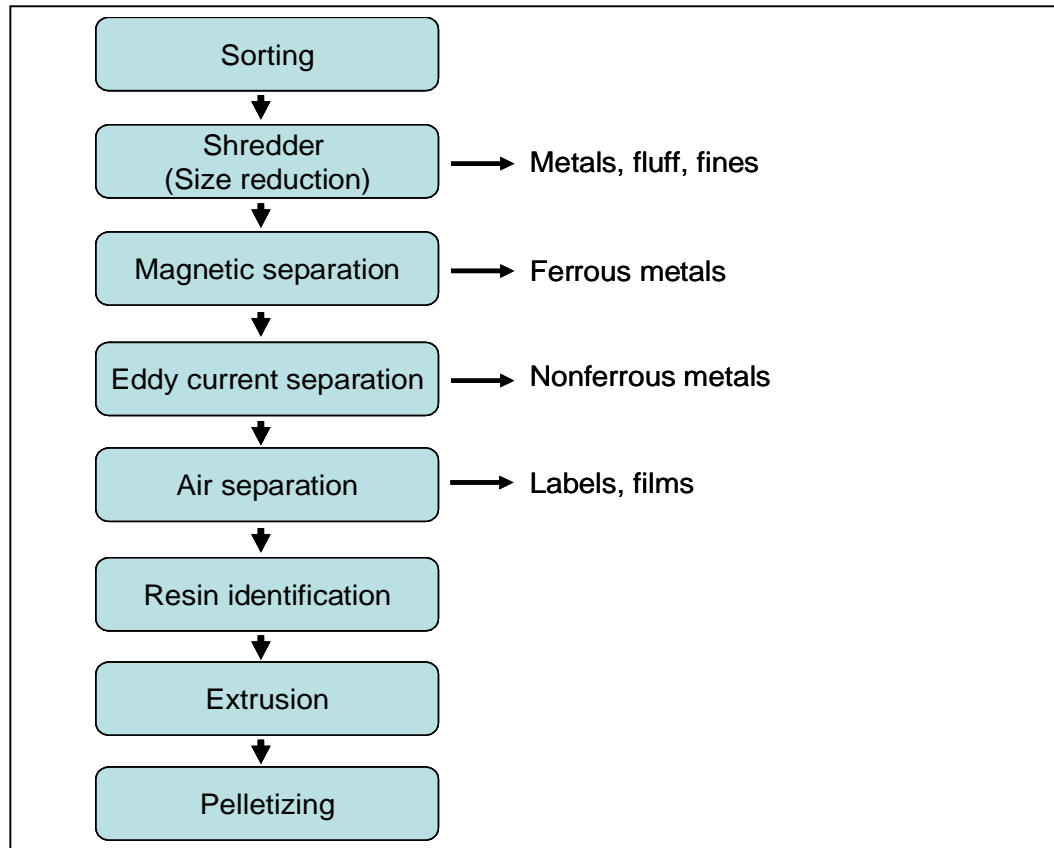 Sorting
Shredder
(Size reduction)
Metals, fluff, fines
Magnetic separation
Ferrous metals
Eddy current separation
Nonferrous metals
Air separation
Labels, films
Resin identification
Extrusion
Pelletizing